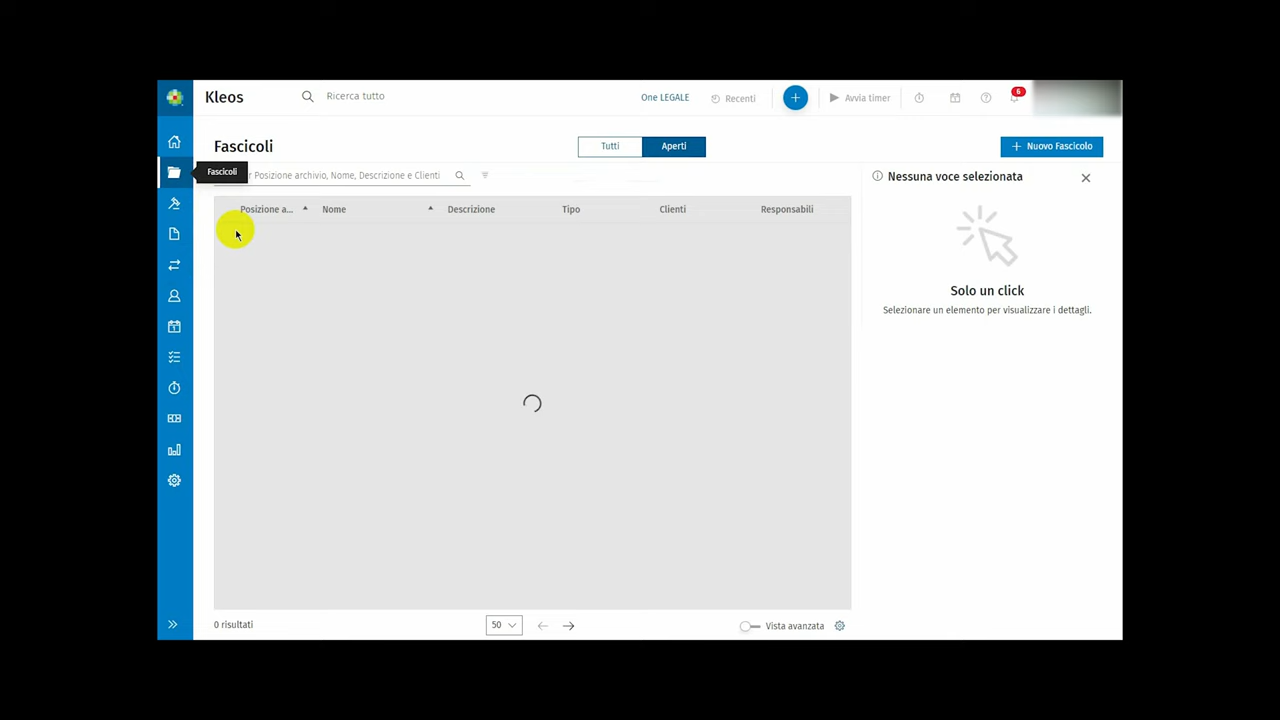 Kleos
Ricerca tutto
One LEGALE
Recenti
Avvia timer
6
Fascicoli
Tutti
Aperti
Nuovo Fascicolo
Fascicoli
Posizione archivio, Nome, Descrizione e Clienti
Nessuna voce selezionata
Posizione a...
Nome
Descrizione
Tipo
Clienti
Responsabili
Solo un click
Selezionare un elemento per visualizzare i dettagli.
0 risultati
50
Vista avanzata